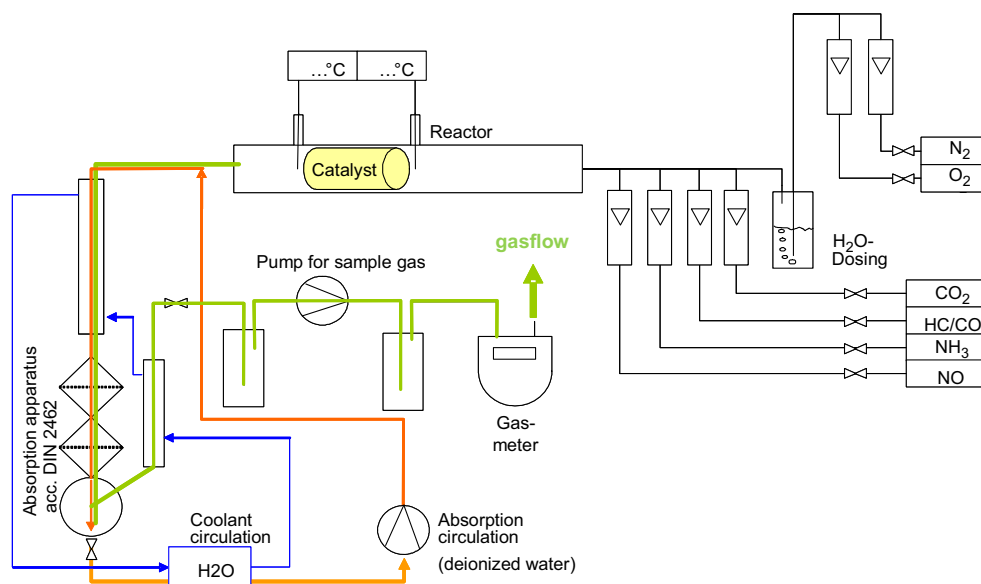 ...°C
...°C
Reactor
Catalyst
N2
O2
H2O-
Dosing
gasflow
Pump for sample gas
CO2
HC/CO
NH3
NO
Gas-
meter
Absorption apparatus
acc. DIN 2462
Coolant
circulation
H2O
Absorption
circulation
(deionized water)